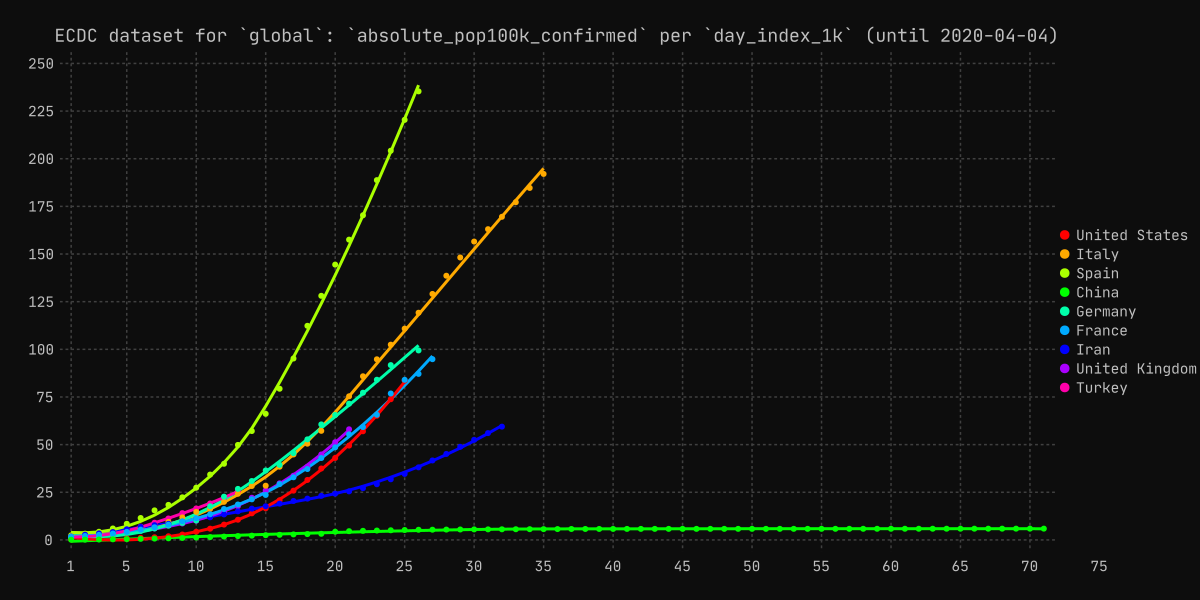 ECDC dataset for `global`: `absolute_pop100k_confirmed` per `day_index_1k` (until 2020-04-04)
250
225
200
175
150
125
100
75
50
25
0
1 5 10 15 20 25 30 35 40 45 50 55 60 65 70 75
United States
Italy
Spain
China
Germany
France
Iran
United Kingdom
Turkey